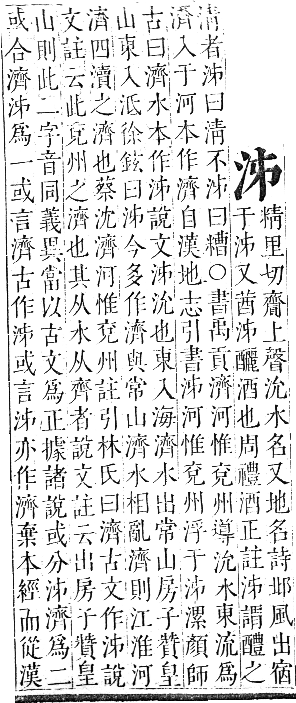 泲
精里切齎上聲沇水名又地名詩邶風出宿
于泲又茜泲釃酒也周禮酒正註泲謂醴之
清者泲曰清不泲曰糟○書禹貢濟河惟兗州導沇水東流爲
濟入于河本作濟自漢地志引書泲河惟兗州浮于泲漯顏師
古曰濟水本作泲說文泲沇也東入海濟水出常山房子贊皇
山東入泜徐鉉曰泲今多作濟與常山濟水相亂濟則江淮河
濟四瀆之濟也蔡沈濟河惟兗州註引林氏曰濟古文作泲說
文註云此兗州之濟也其从水从齊者說文註云出房子贊皇
山則此二字音同義異當以古文爲正據諸說或分泲濟爲二
或合濟泲爲一或言濟古作泲或言泲亦作濟棄本經而從漢